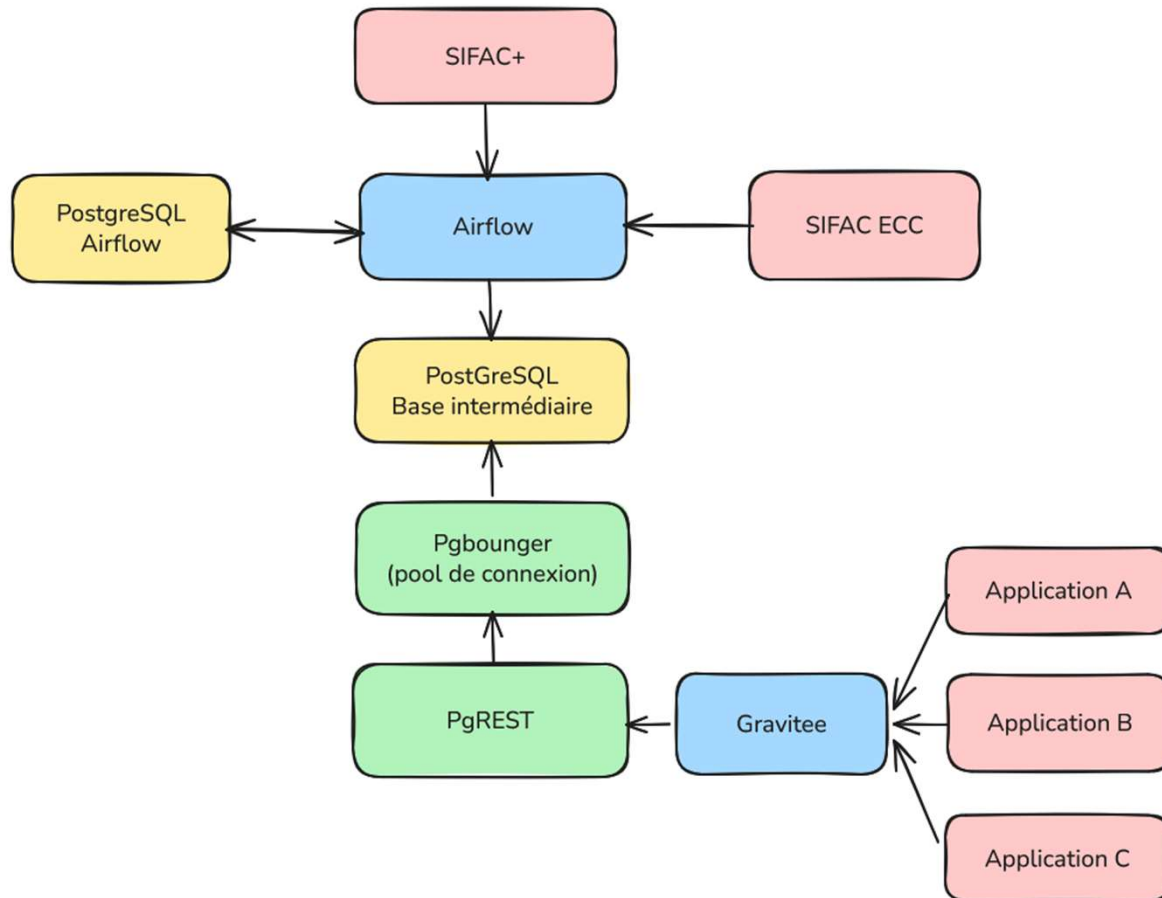 SIFAC+
PostgreSQL
Airflow
Airflow
SIFAC ECC
PostGreSQL
Base intermédiaire
Pgbounger
(pool de connexion)
PgREST
Gravitee
Application A
Application B
Application C